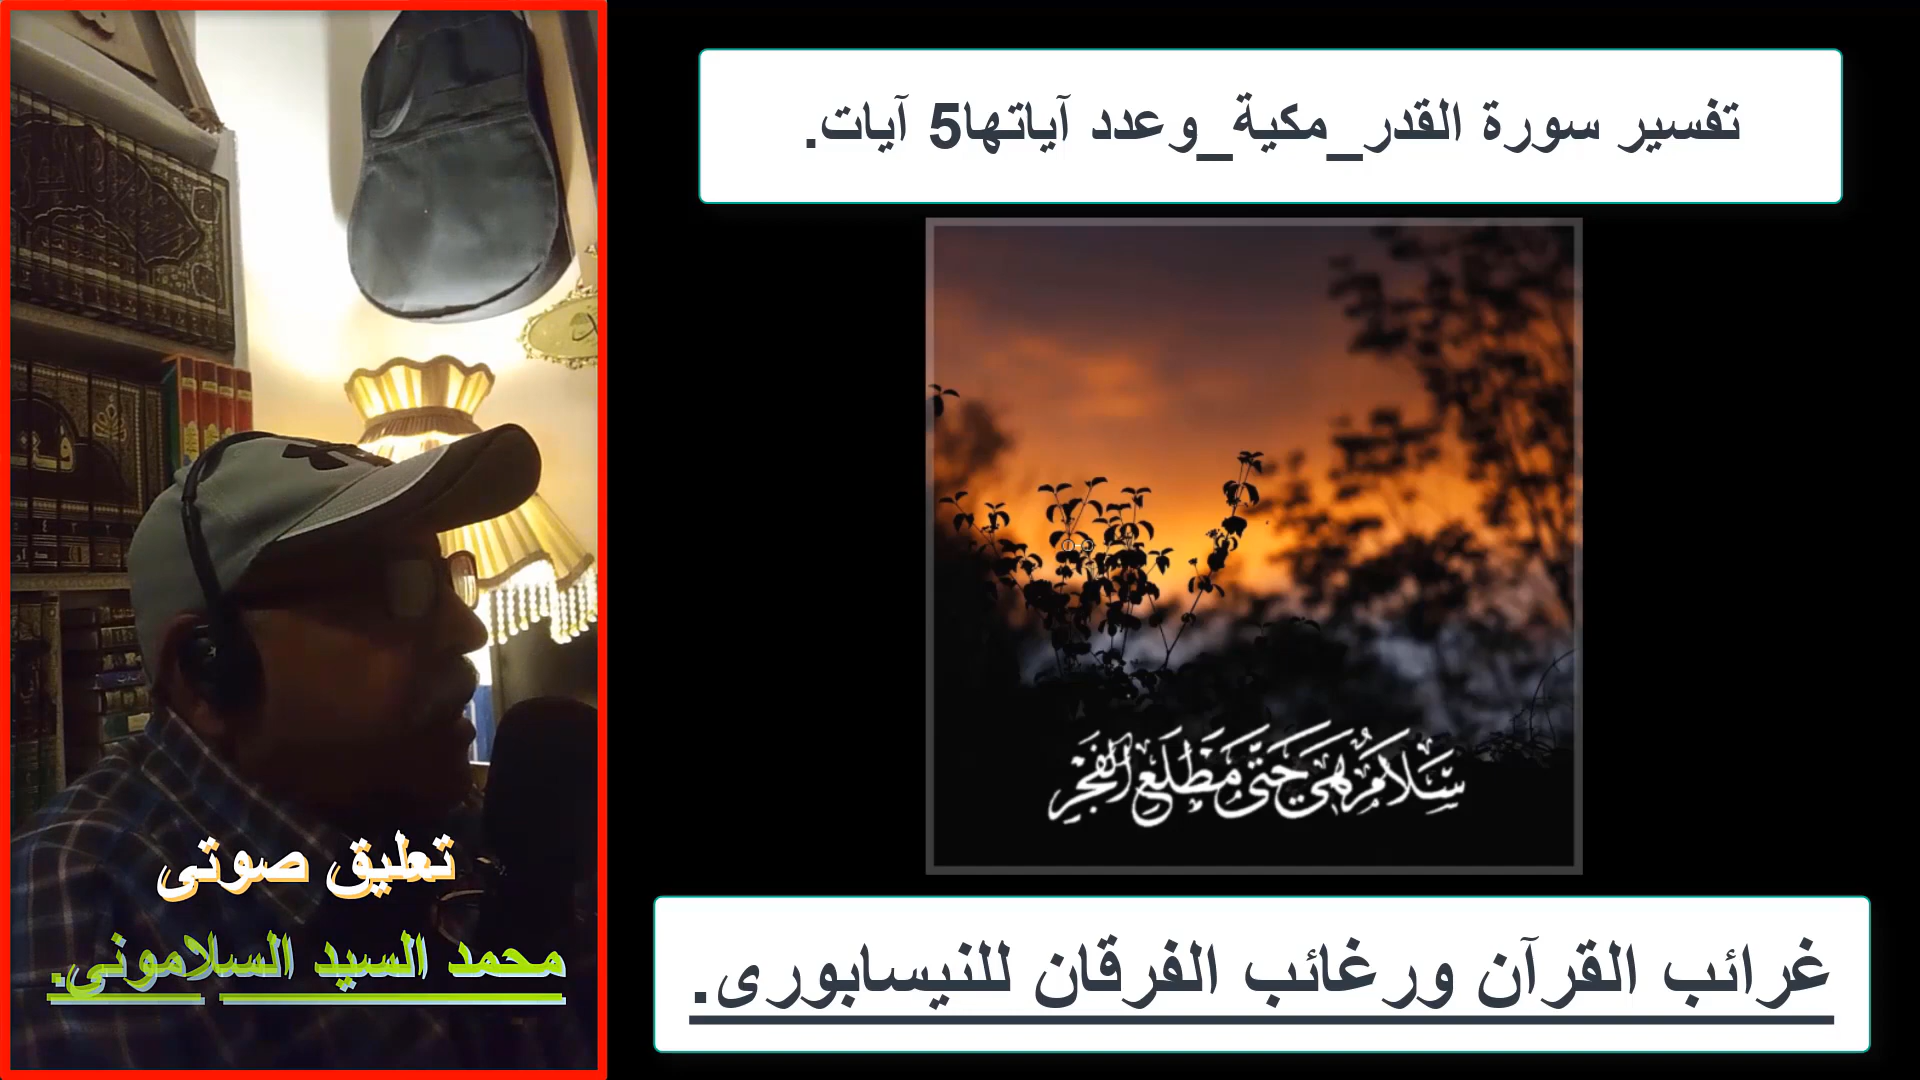 تفسير سورة القدر_مكية_وعدد آياتها5 آيات.
سَلَامٌ هِيَ حَتَّى مَطْلَعِ الْفَجْرِ
تعليق صوتى
محمد السيد السلامونى.
غرائب القرآن ورغائب الفرقان للنيسابورى.